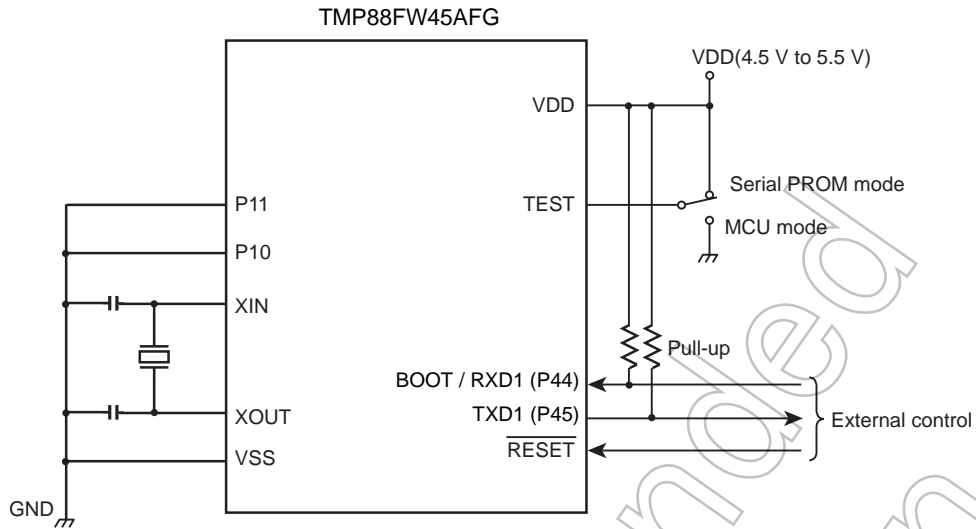 TMP88FW45AFG
VDD(4.5 V to 5.5 V)
VDD
Serial PROM mode
P11
TEST
MCU mode
P10
XIN
Pull-up
BOOT / RXD1 (P44)
XOUT
TXD1 (P45)
External control
RESET
VSS
GND